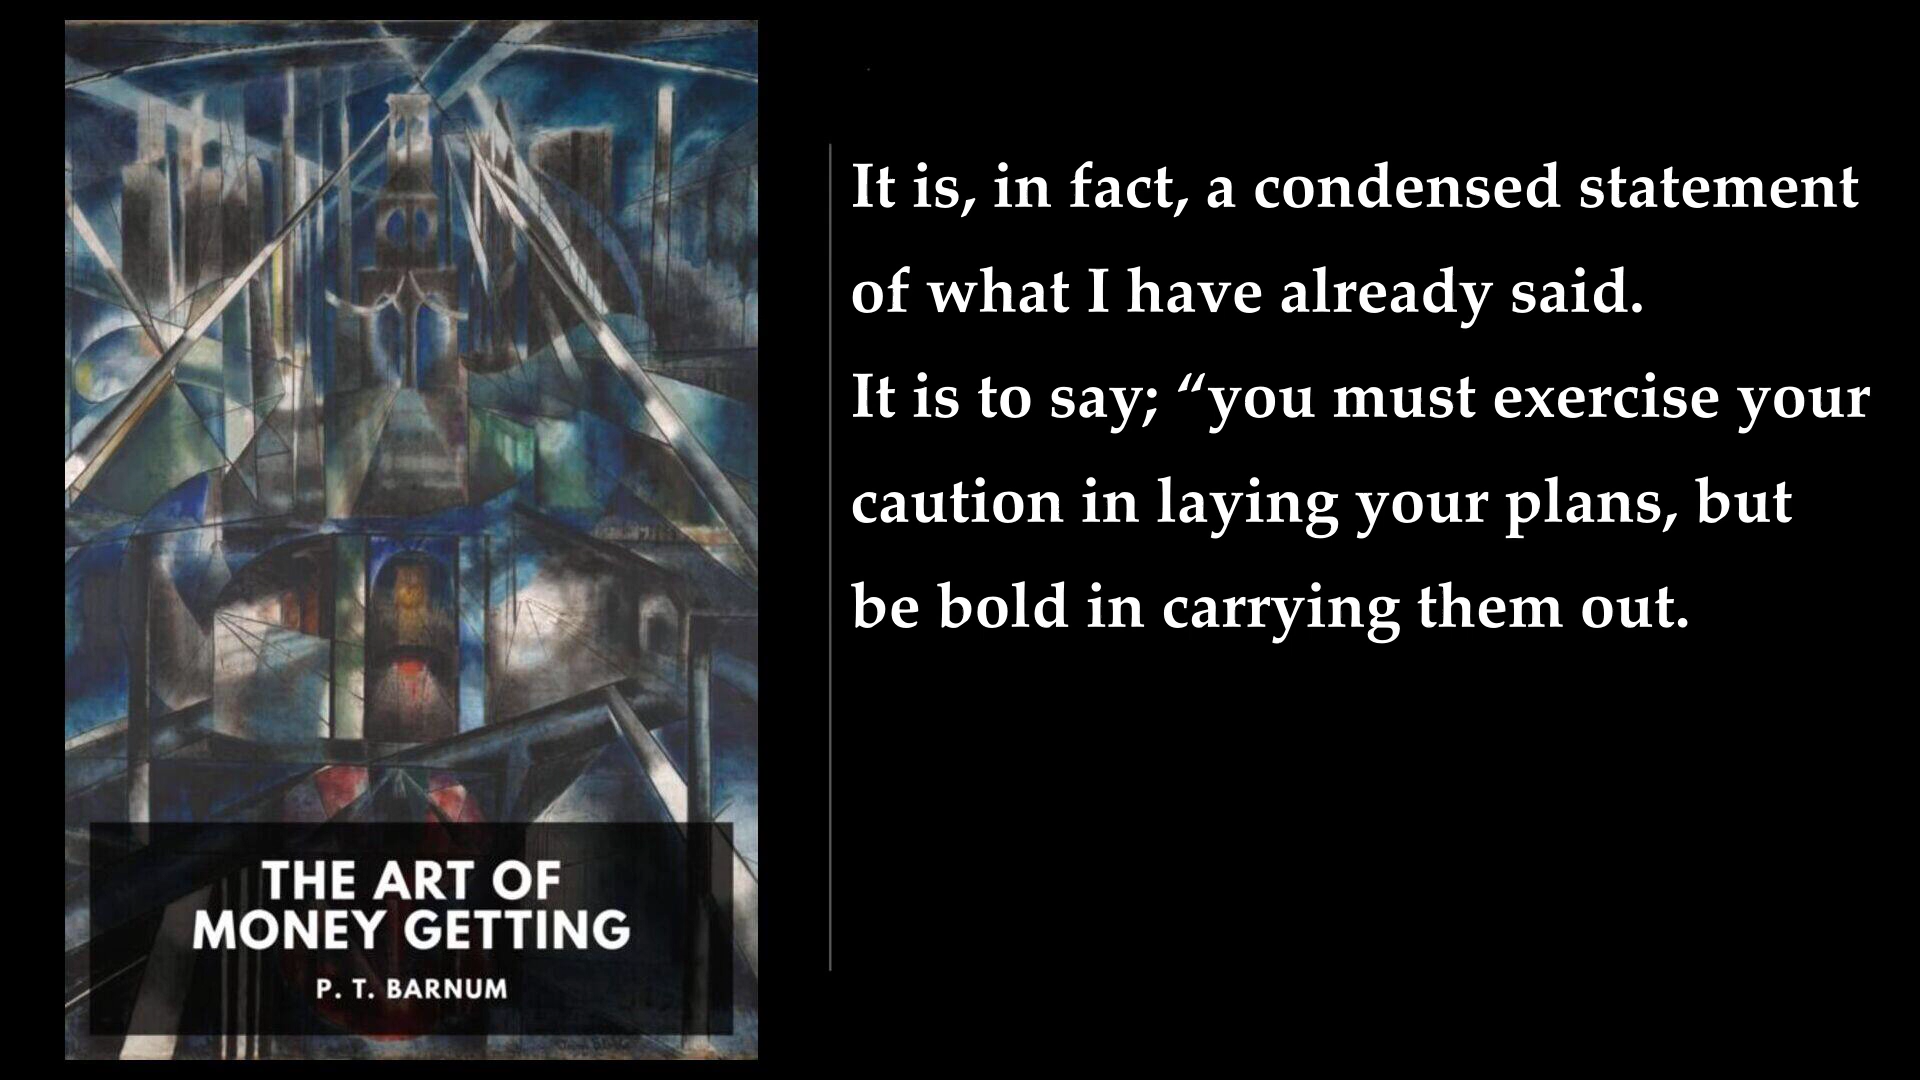 It is, in fact, a condensed statement
of what I have already said.
It is to say; “you must exercise your
caution in laying your plans, but
be bold in carrying them out.
THE ART OF
MONEY GETTING
P. T. BARNUM